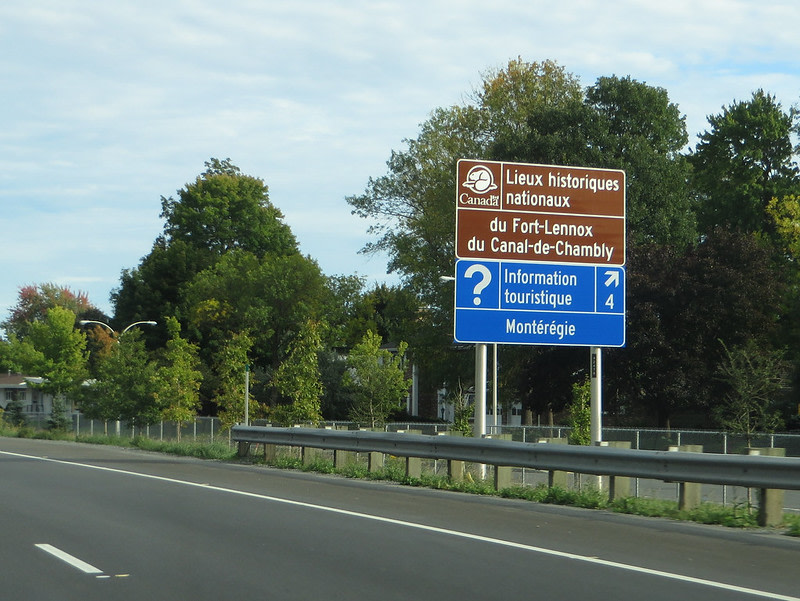 Lieux historiques
nationaux
Canada
du Fort-Lennox
du Canal-de-Chambly
? Information
touristique
4
Montérégie